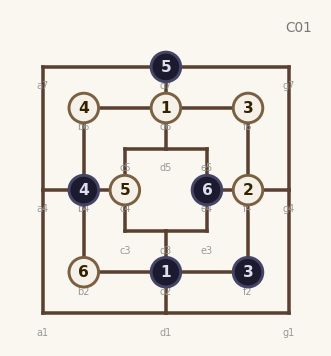 C01
5
a7 d7 g7
4 1 3
b6 d6 f6
c5 d5 e5
4 5 6 2
a4 b4 c4 e4 f4 g4
c3 d3 e3
6 1 3
b2 d2 f2
a1 d1 g1